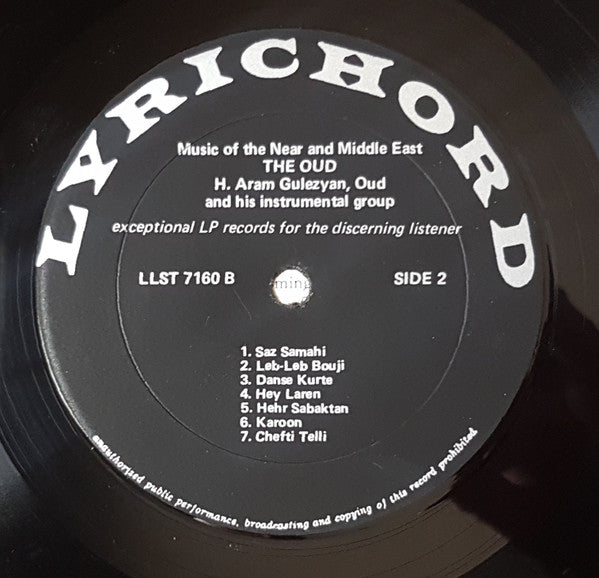 LYRICHORD
Music of the Near and Middle East
THE OUD
H. Aram Gulezyan, Oud
and his instrumental group
exceptional LP records for the discerning listener
LLST 7160 B
SIDE 2
1. Saz Samahi
2. Leb-Leb Bouji
3. Danse Kurte
4. Hey Laren
5. Hehr Sabaktan
6. Karoon
7. Chefti Telli
unauthorized public performance, broadcasting and copying of this record prohibited